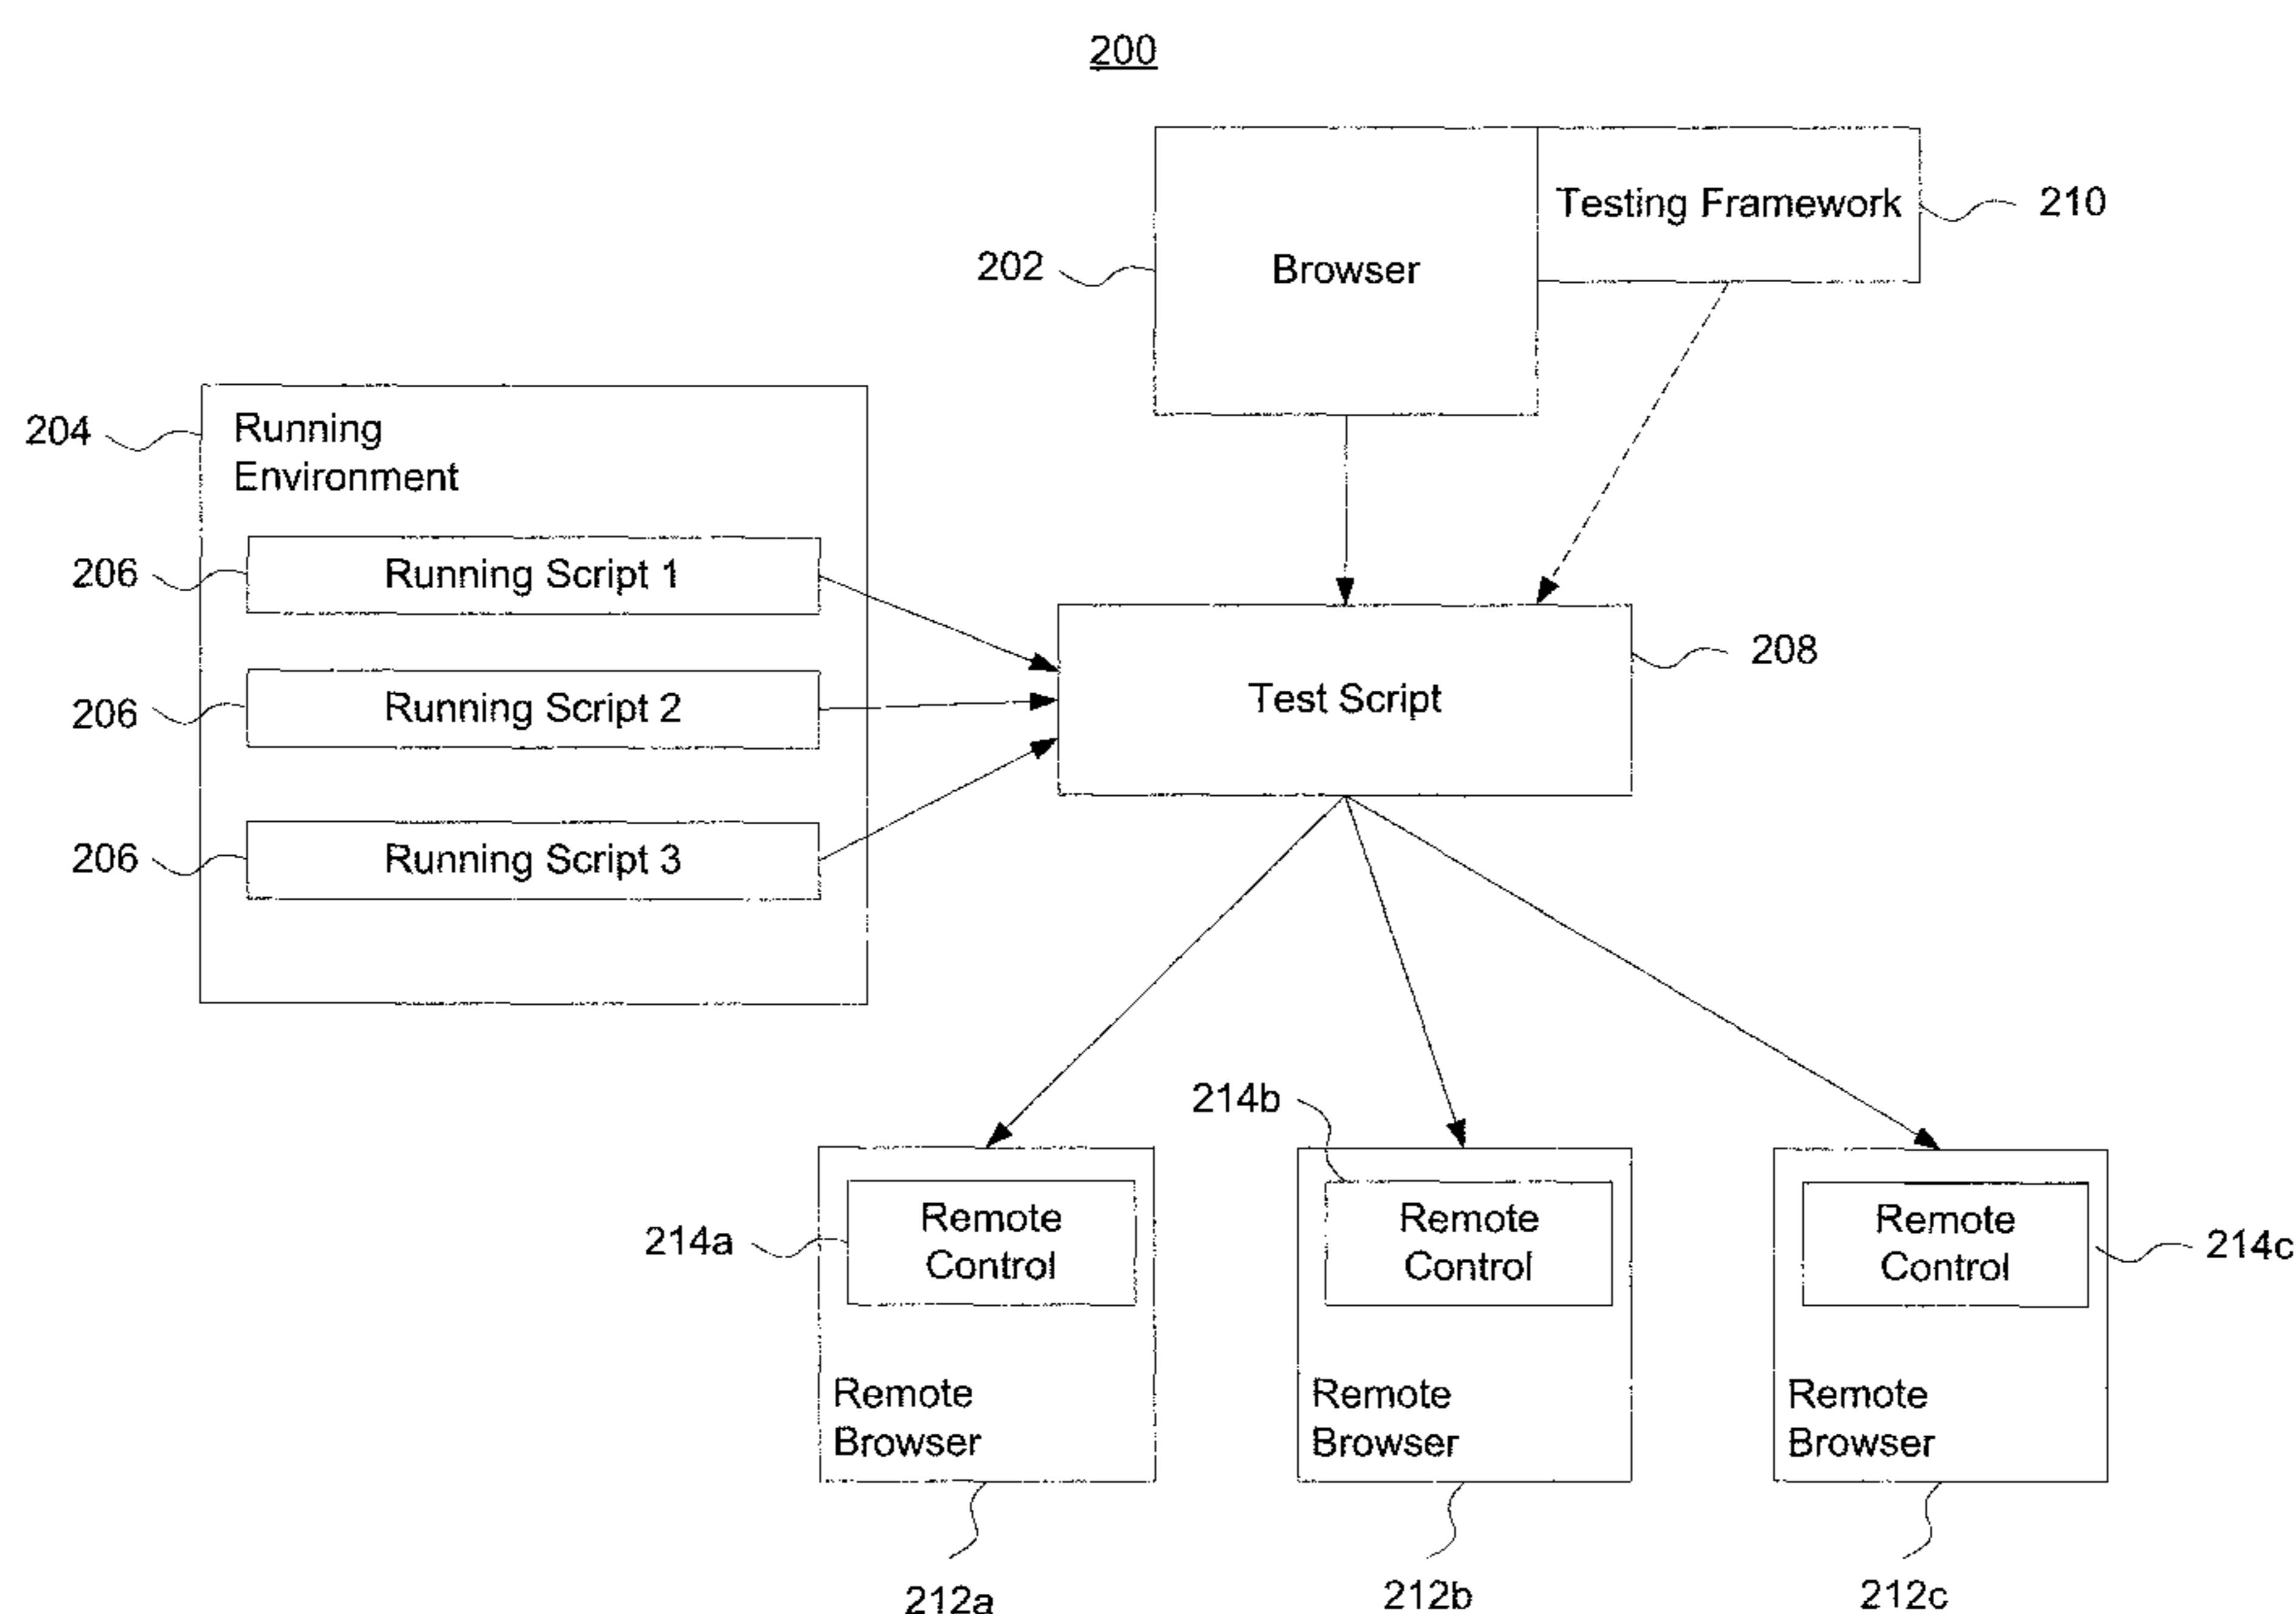 200
Testing Framework
210
202
Browser
204
Running
Environment
206
Running Script 1
208
Test Script
206
Running Script 2
206
Running Script 3
214b
214a
Remote
Control
Remote
Control
Remote
Control
214c
Remote
Browser
Remote
Browser
Remote
Browser
212a
212b
212c